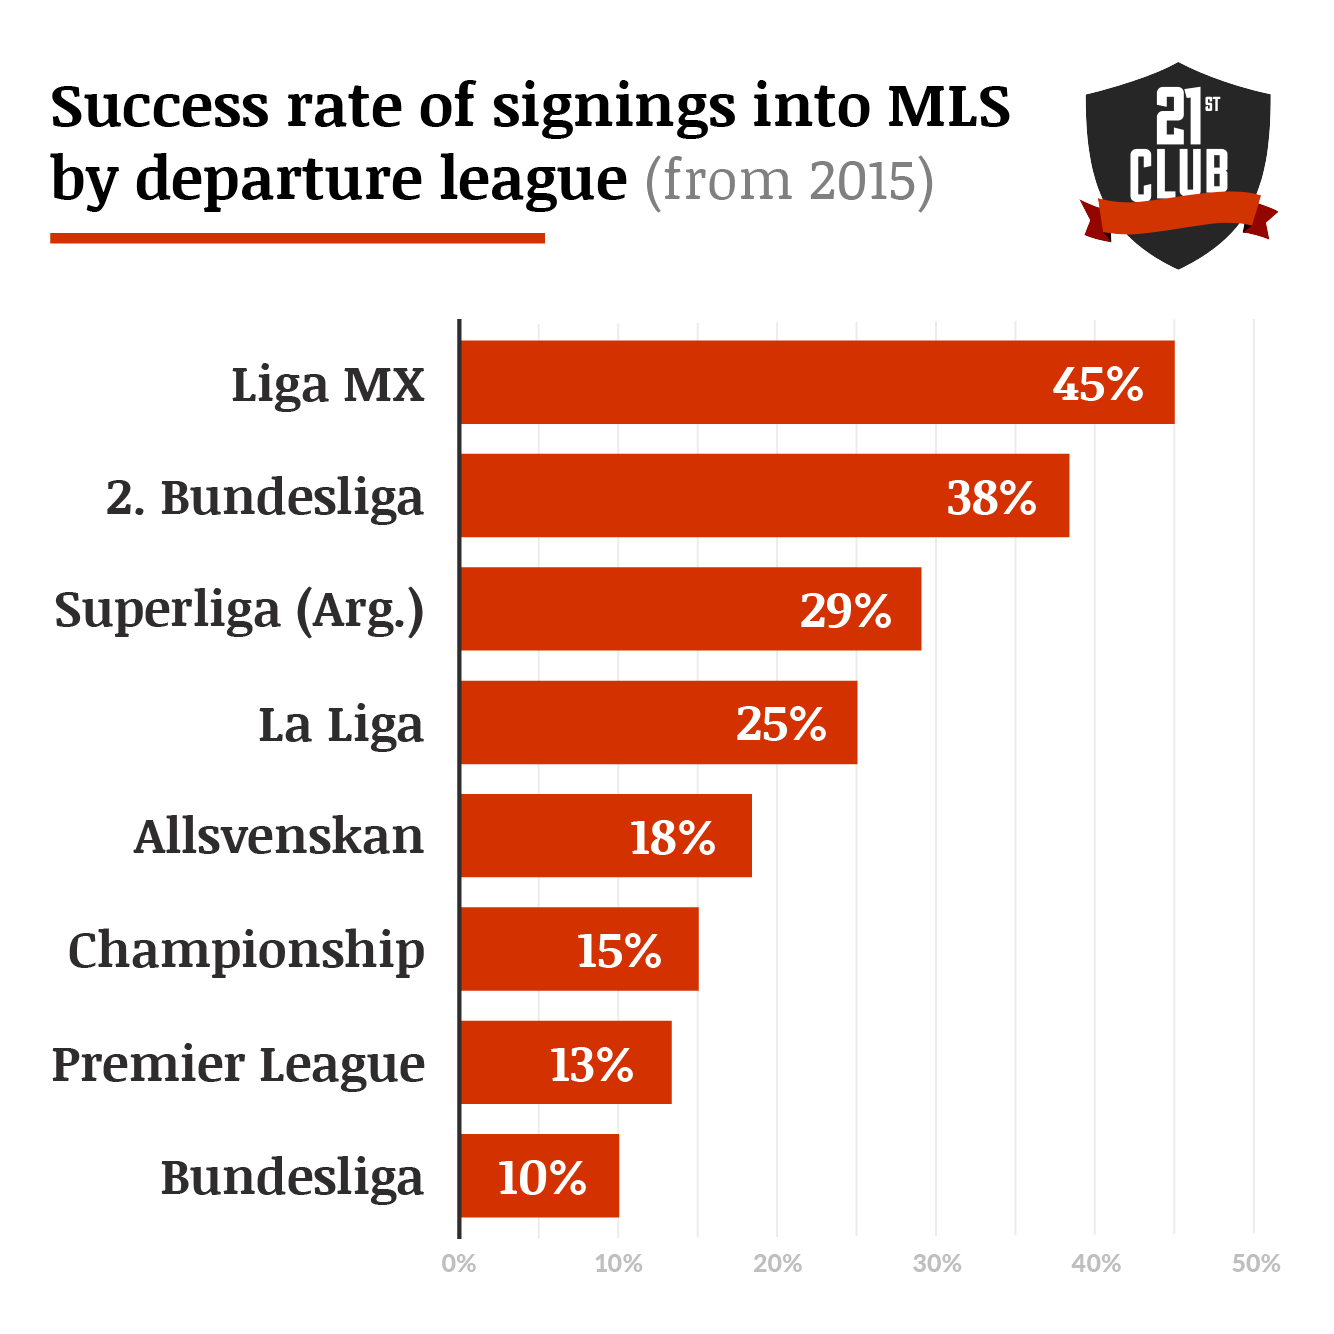 Success rate of signings into MLS
by departure league (from 2015)
21ST
CLUB
Liga MX
45%
2. Bundesliga
38%
Superliga (Arg.)
29%
La Liga
25%
Allsvenskan
18%
Championship
15%
Premier League
13%
Bundesliga
10%
0% 10% 20% 30% 40% 50%